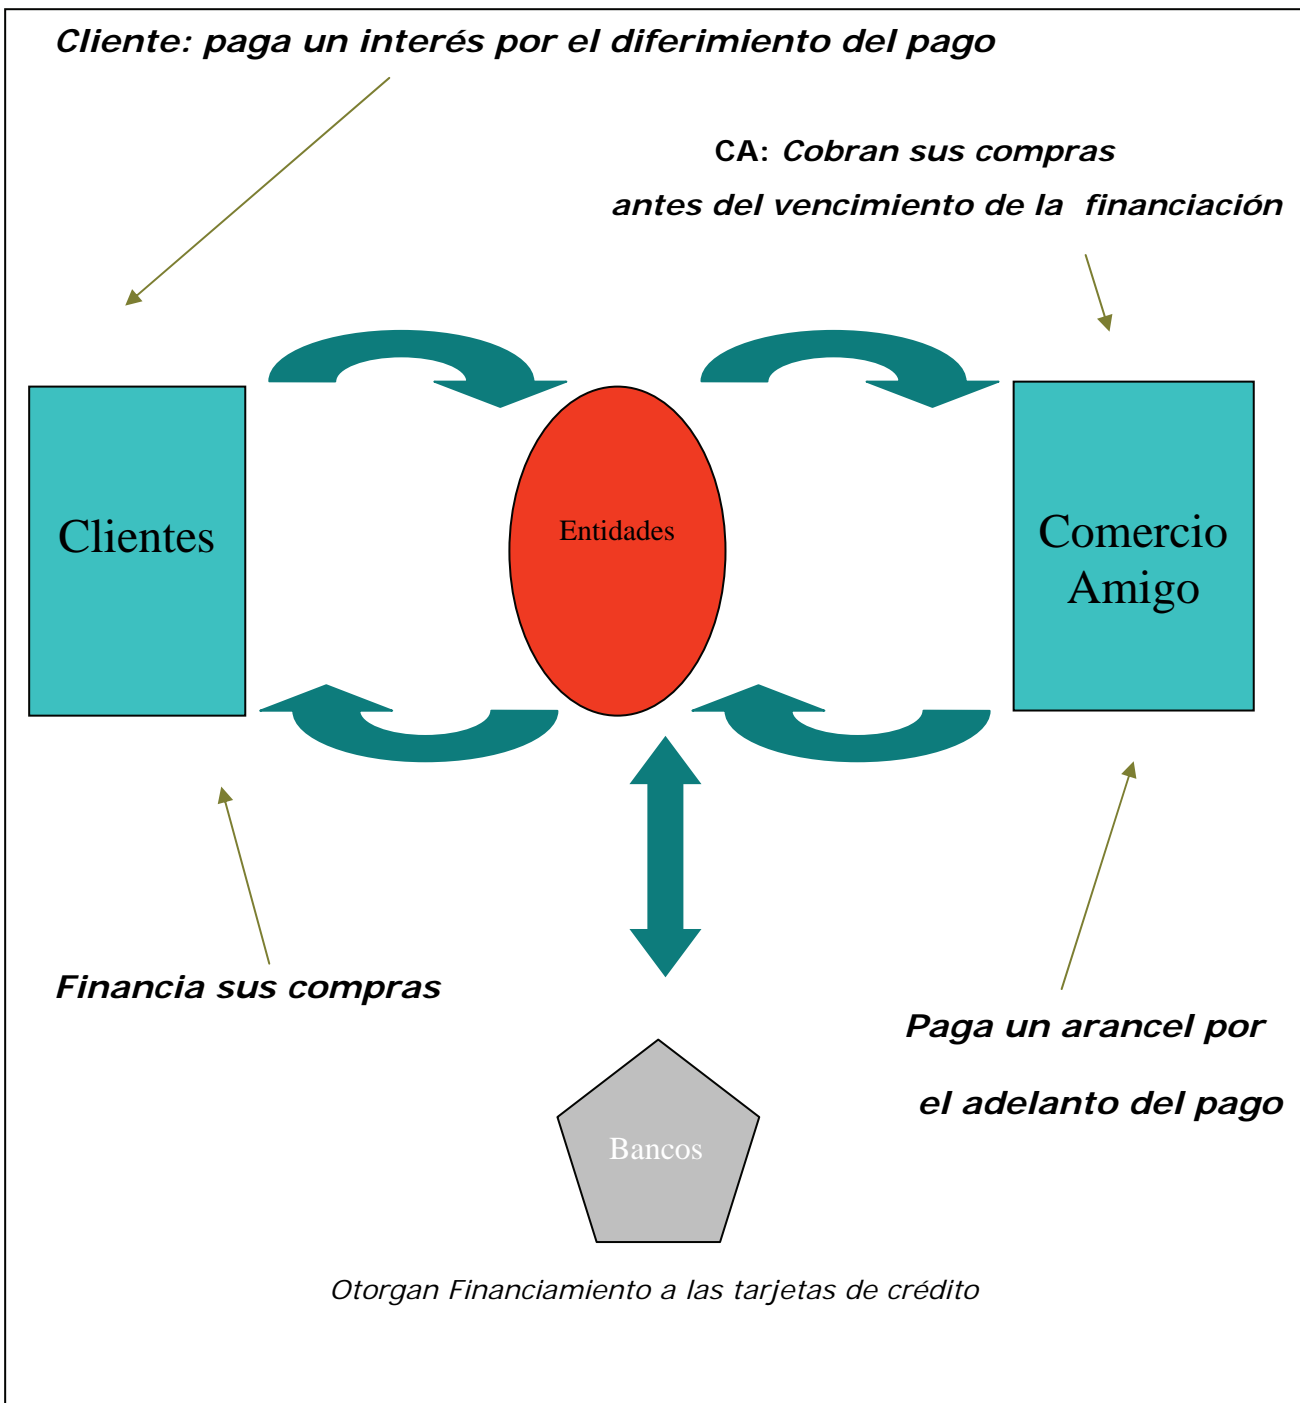 Cliente: paga un interés por el diferimiento del pago
CA: Cobran sus compras
antes del vencimiento de la financiación
Clientes
Entidades
Comercio
Amigo
Financia sus compras
Paga un arancel por
el adelanto del pago
Bancos
Otorgan Financiamiento a las tarjetas de crédito